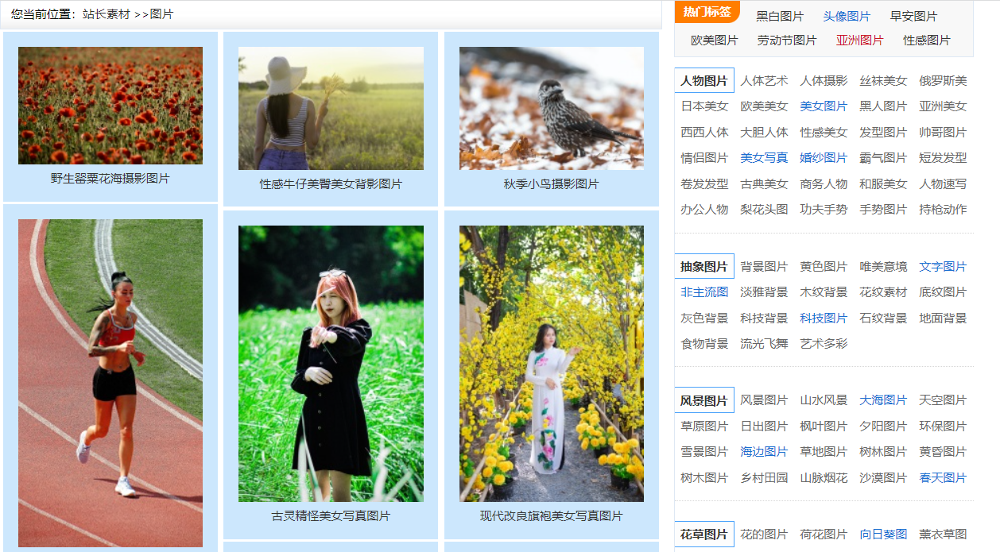 您当前位置：站长素材 >>图片
野生罂粟花海摄影图片
性感牛仔美臀美女背影图片
秋季小鸟摄影图片
古灵精怪美女写真图片
现代改良旗袍美女写真图片
热门标签 黑白图片 头像图片 早安图片
欧美图片 劳动节图片 亚洲图片 性感图片
人物图片 人体艺术 人体摄影 丝袜美女 俄罗斯美
日本美女 欧美美女 美女图片 黑人图片 亚洲美女
西西人体 大胆人体 性感美女 发型图片 帅哥图片
情侣图片 美女写真 婚纱图片 霸气图片 短发发型
卷发发型 古典美女 商务人物 和服美女 人物速写
办公人物 梨花头图 功夫手势 手势图片 持枪动作
抽象图片 背景图片 黄色图片 唯美意境 文字图片
非主流图 淡雅背景 木纹背景 花纹素材 底纹图片
灰色背景 科技背景 科技图片 石纹背景 地面背景
食物背景 流光飞舞 艺术多彩
风景图片 风景图片 山水风景 大海图片 天空图片
草原图片 日出图片 枫叶图片 夕阳图片 环保图片
雪景图片 海边图片 草地图片 树林图片 黄昏图片
树木图片 乡村田园 山脉烟花 沙漠图片 春天图片
花草图片 花的图片 荷花图片 向日葵图 薰衣草图